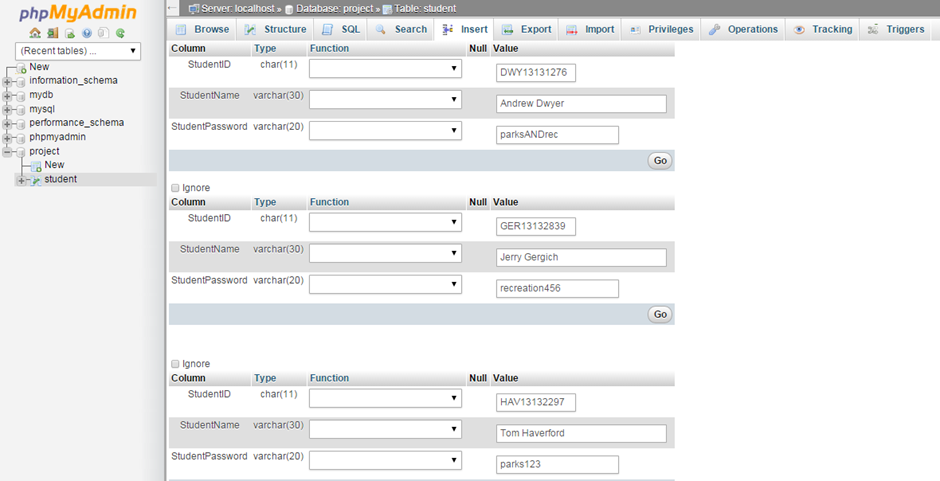 phpMyAdmin
(Recent tables) ...
New
information_schema
mydb
mysql
performance_schema
phpmyadmin
project
New
student
Server: localhost » Database: project » Table: student
Browse Structure SQL Search Insert Export Import Privileges Operations Tracking Triggers
Column Type Function Null Value
StudentID char(11) DWY13131276
StudentName varchar(30) Andrew Dwyer
StudentPassword varchar(20) parksANDrec
Go
Ignore
Column Type Function Null Value
StudentID char(11) GER13132839
StudentName varchar(30) Jerry Gergich
StudentPassword varchar(20) recreation456
Go
Ignore
Column Type Function Null Value
StudentID char(11) HAV13132297
StudentName varchar(30) Tom Haverford
StudentPassword varchar(20) parks123